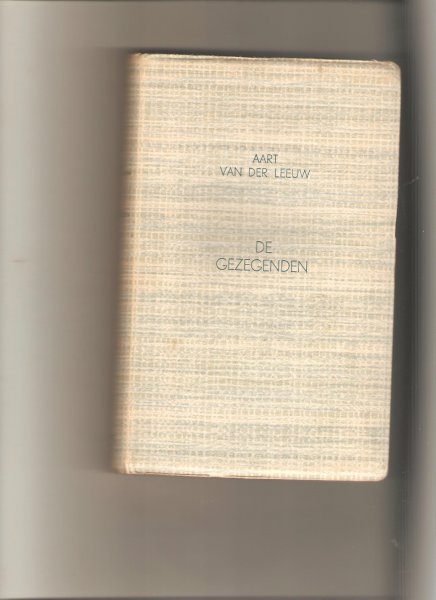 AART
VAN DER LEEUW
DE
GEZEGENDEN